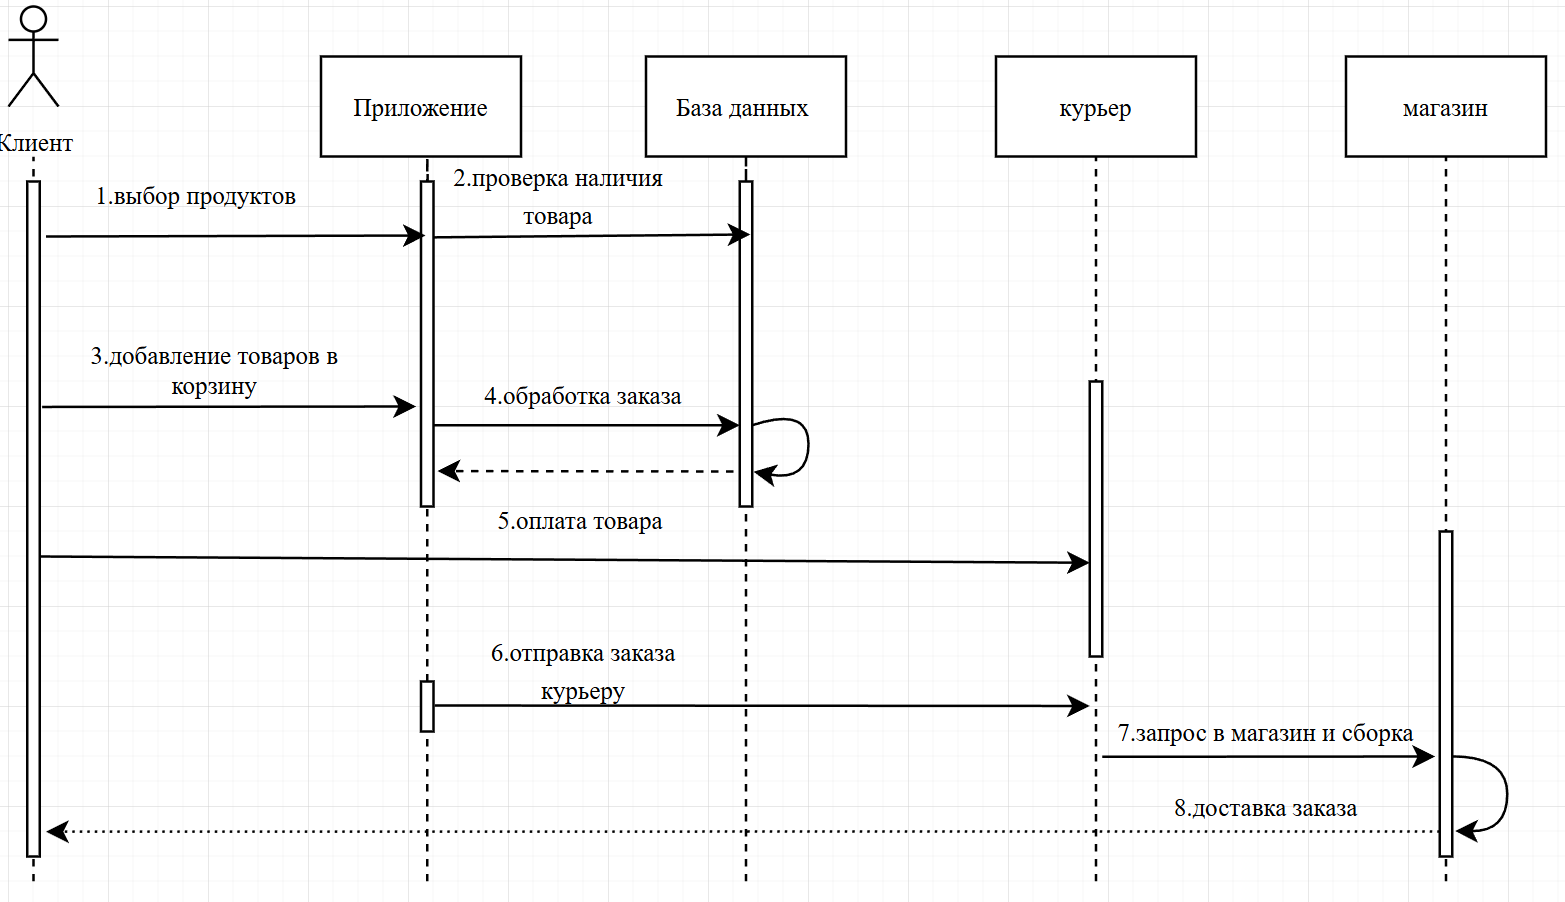 Клиент
Приложение
База данных
курьер
магазин
1.выбор продуктов
2.проверка наличия
товара
3.добавление товаров в
корзину
4.обработка заказа
5.оплата товара
6.отправка заказа
курьеру
7.запрос в магазин и сборка
8.доставка заказа